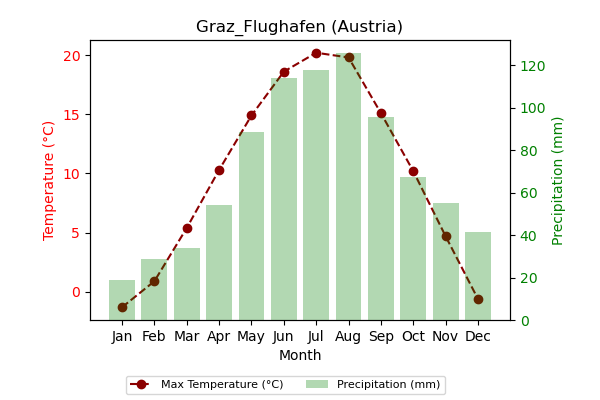 Graz_Flughafen (Austria)
20
15
10
5
0
Temperature (°C)
120
100
80
60
40
20
0
Precipitation (mm)
Jan Feb Mar Apr May Jun Jul Aug Sep Oct Nov Dec
Month
Max Temperature (°C) Precipitation (mm)